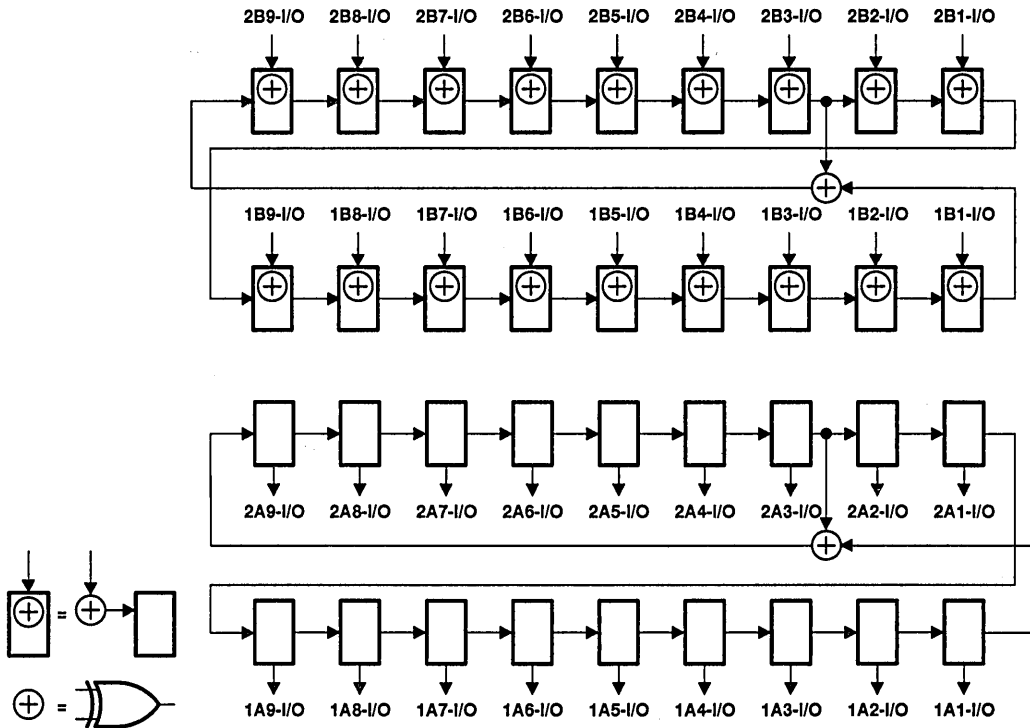 2B9-I/O 2B8-I/O 2B7-I/O 2B6-I/O 2B5-I/O 2B4-I/O 2B3-I/O 2B2-I/O 2B1-I/O
1B9-I/O 1B8-I/O 1B7-I/O 1B6-I/O 1B5-I/O 1B4-I/O 1B3-I/O 1B2-I/O 1B1-I/O
2A9-I/O 2A8-I/O 2A7-I/O 2A6-I/O 2A5-I/O 2A4-I/O 2A3-I/O 2A2-I/O 2A1-I/O
=
=
1A9-I/O 1A8-I/O 1A7-I/O 1A6-I/O 1A5-I/O 1A4-I/O 1A3-I/O 1A2-I/O 1A1-I/O